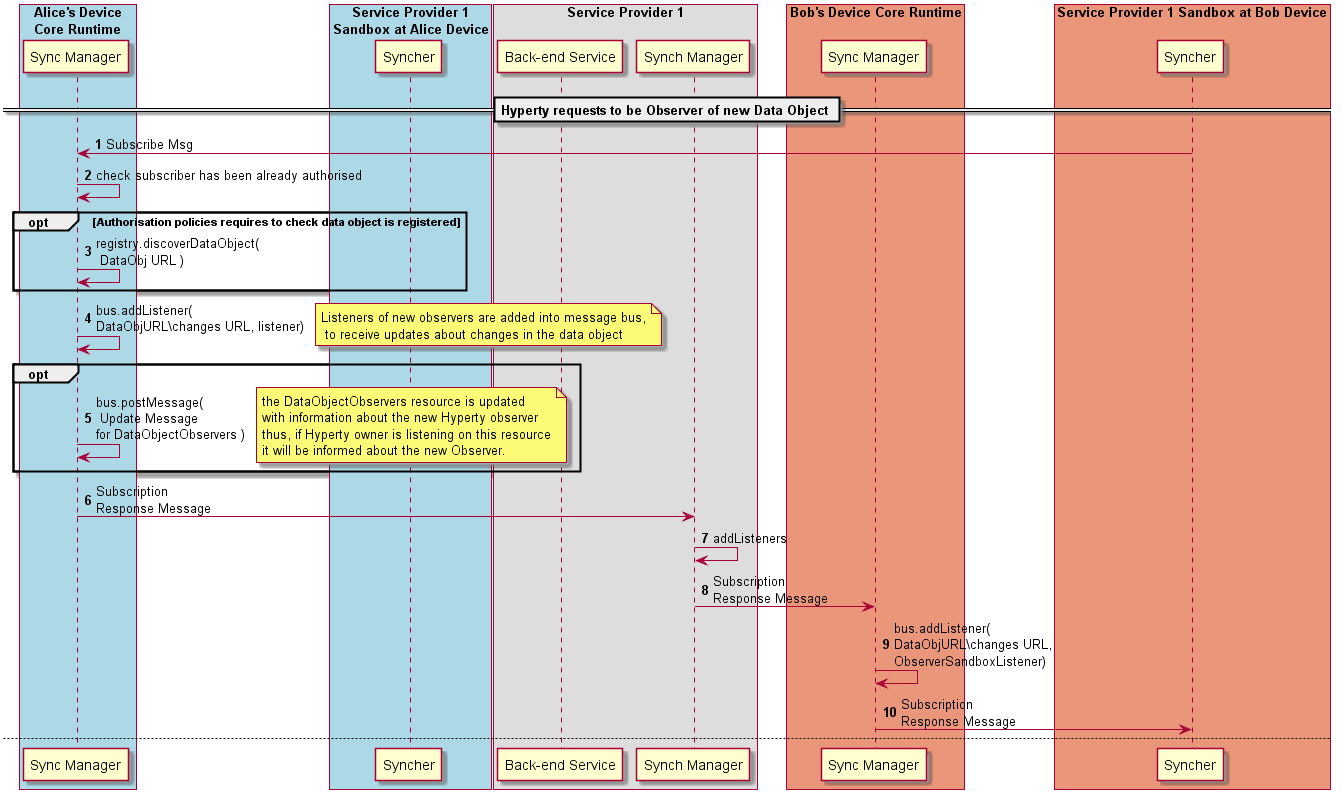 Alice's Device
Core Runtime
Service Provider 1
Sandbox at Alice Device
Service Provider 1
Bob's Device Core Runtime
Service Provider 1 Sandbox at Bob Device
Sync Manager
Syncher
Back-end Service
Synch Manager
Sync Manager
Syncher
Hyperty requests to be Observer of new Data Object
1 Subscribe Msg
2 check subscriber has been already authorised
opt [Authorisation policies requires to check data object is registered]
3 registry.discoverDataObject(
DataObj URL )
4 bus.addListener(
DataObjURL\changes URL, listener)
Listeners of new observers are added into message bus,
to receive updates about changes in the data object
opt
5 bus.postMessage(
Update Message
for DataObjectObservers )
the DataObjectObservers resource is updated
with information about the new Hyperty observer
thus, if Hyperty owner is listening on this resource
it will be informed about the new Observer.
6 Subscription
Response Message
7 addListeners
8 Subscription
Response Message
9 bus.addListener(
DataObjURL\changes URL,
ObserverSandboxListener)
10 Subscription
Response Message
Sync Manager
Syncher
Back-end Service
Synch Manager
Sync Manager
Syncher